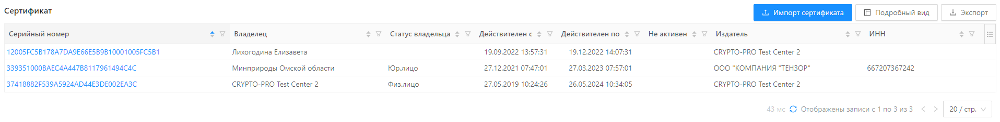 Сертификат
Импорт сертификата Подробный вид Экспорт
Серийный номер Владелец Статус владельца Действителен с Действителен по Не активен Издатель ИНН
12005FC5B178A7DA9E66E5B9B10001005FC5B1 Лихогодина Елизавета 19.09.2022 13:57:31 19.12.2022 14:07:31 CRYPTO-PRO Test Center 2
339351000BAEC4A447B8117961494C4C Минприроды Омской области Юр.лицо 27.12.2021 07:47:01 27.03.2023 07:57:01 ООО "КОМПАНИЯ "ТЕНЗОР" 667207367242
37418882F539A5924AD44E3DE002EA3C CRYPTO-PRO Test Center 2 Физ.лицо 27.05.2019 10:24:26 26.05.2024 10:34:05 CRYPTO-PRO Test Center 2
43 мс Отображены записи с 1 по 3 из 3 20 / стр.